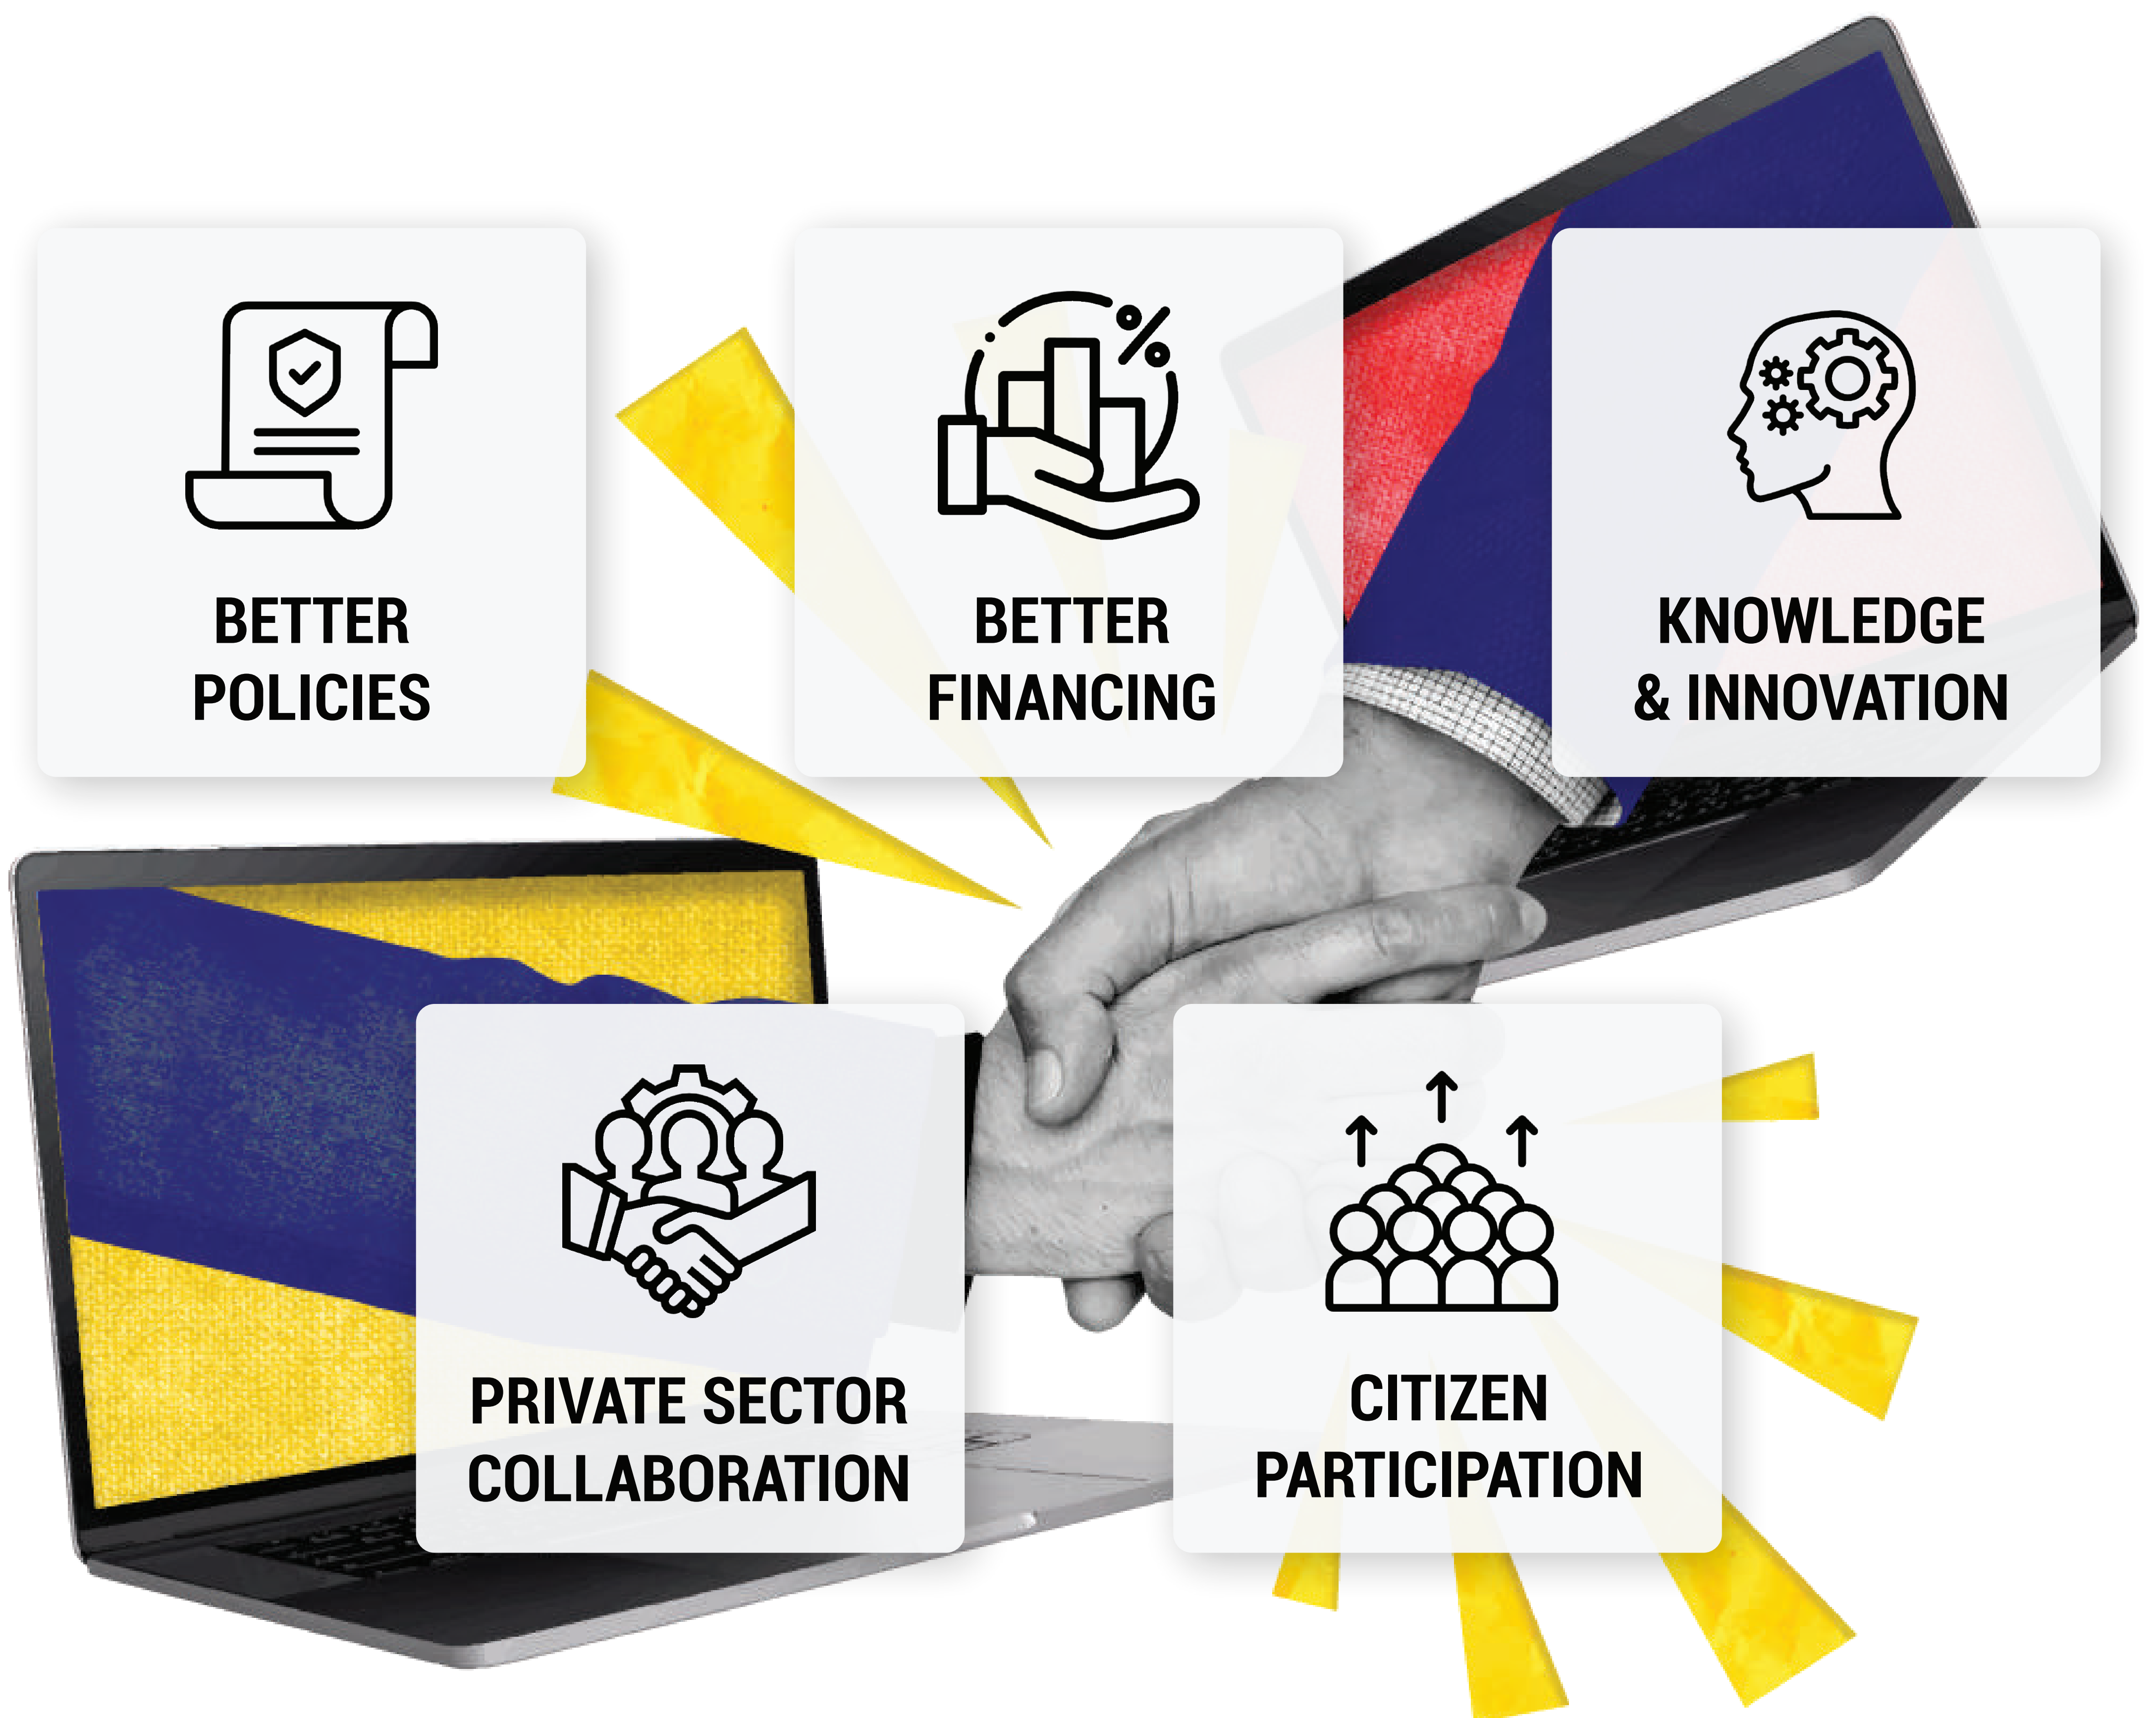 BETTER
POLICIES
BETTER
FINANCING
KNOWLEDGE
& INNOVATION
PRIVATE SECTOR
COLLABORATION
CITIZEN
PARTICIPATION